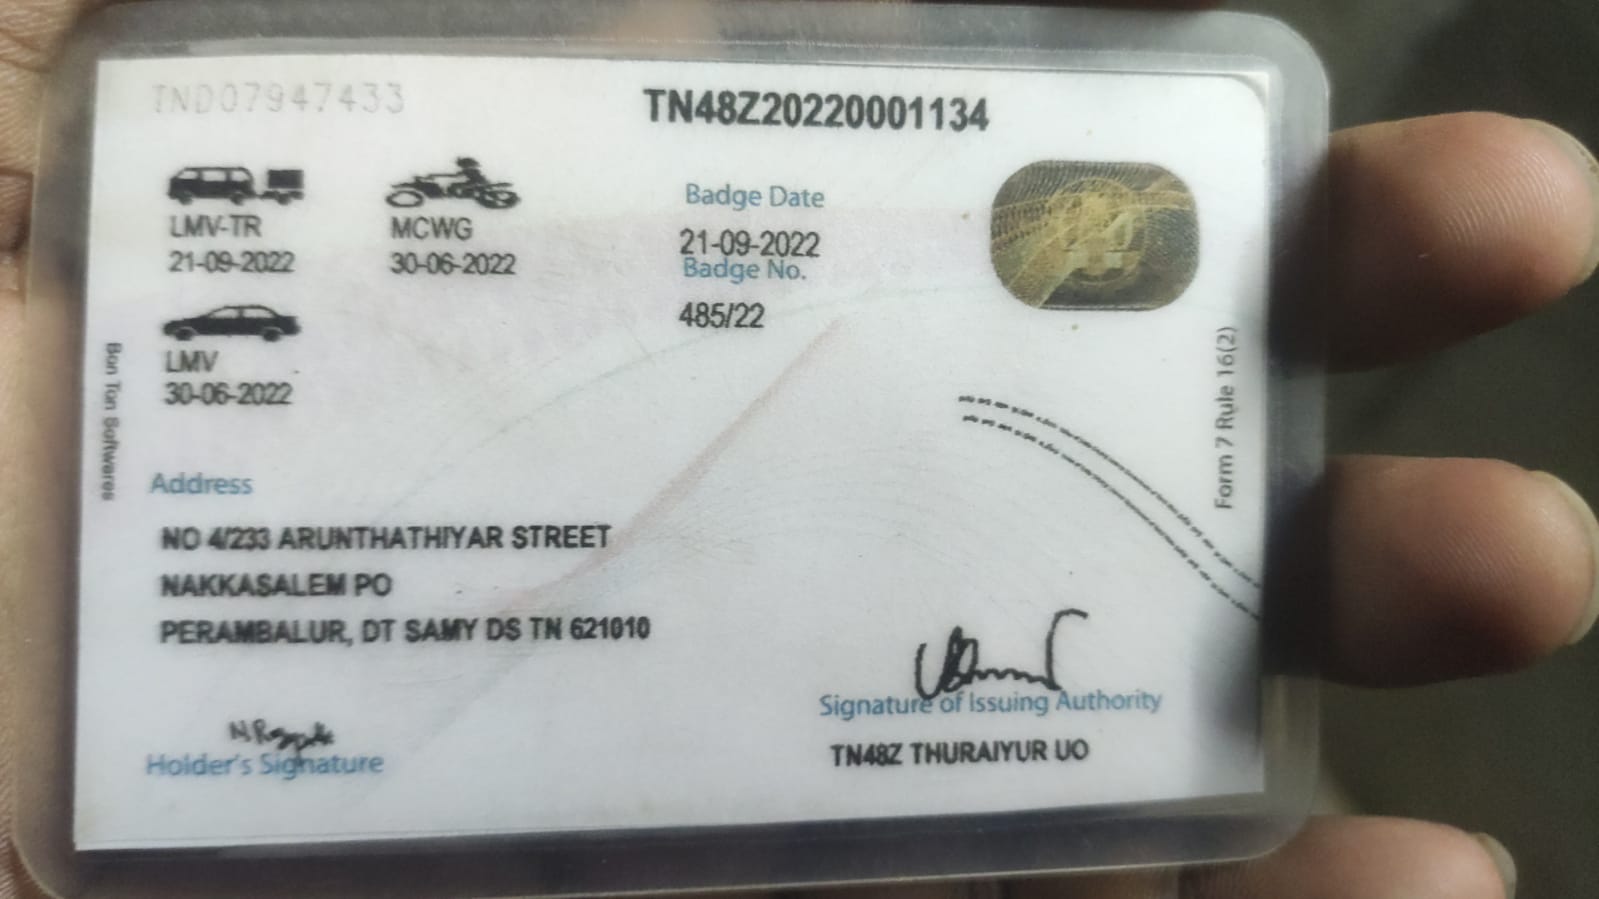 TND07947433
TN48Z20220001134
LMV-TR
21-09-2022
MCWG
30-06-2022
Badge Date
21-09-2022
Badge No.
485/22
LMV
30-06-2022
Bon Ton Softwares
Form 7 Rule 16(2)
Address
NO 4/233 ARUNTHATHIYAR STREET
NAKKASALEM PO
PERAMBALUR, DT SAMY DS TN 621010
Holder's Signature
Signature of Issuing Authority
TN48Z THURAIYUR UO